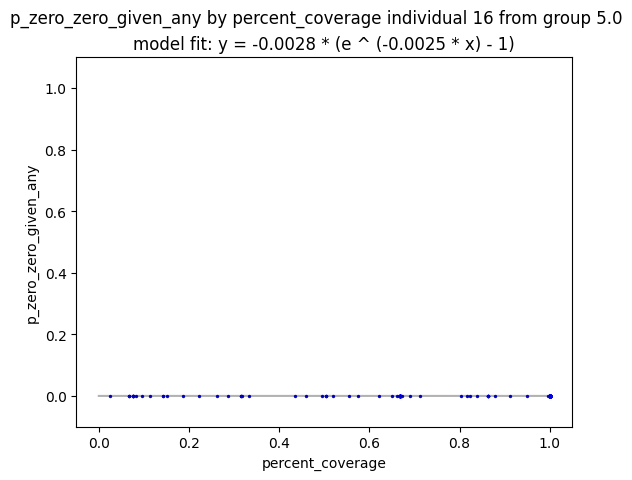 p_zero_zero_given_any by percent_coverage individual 16 from group 5.0
model fit: y = -0.0028 * (e ^ (-0.0025 * x) - 1)
1.0
0.8
0.6
0.4
0.2
0.0
p_zero_zero_given_any
0.0 0.2 0.4 0.6 0.8 1.0
percent_coverage